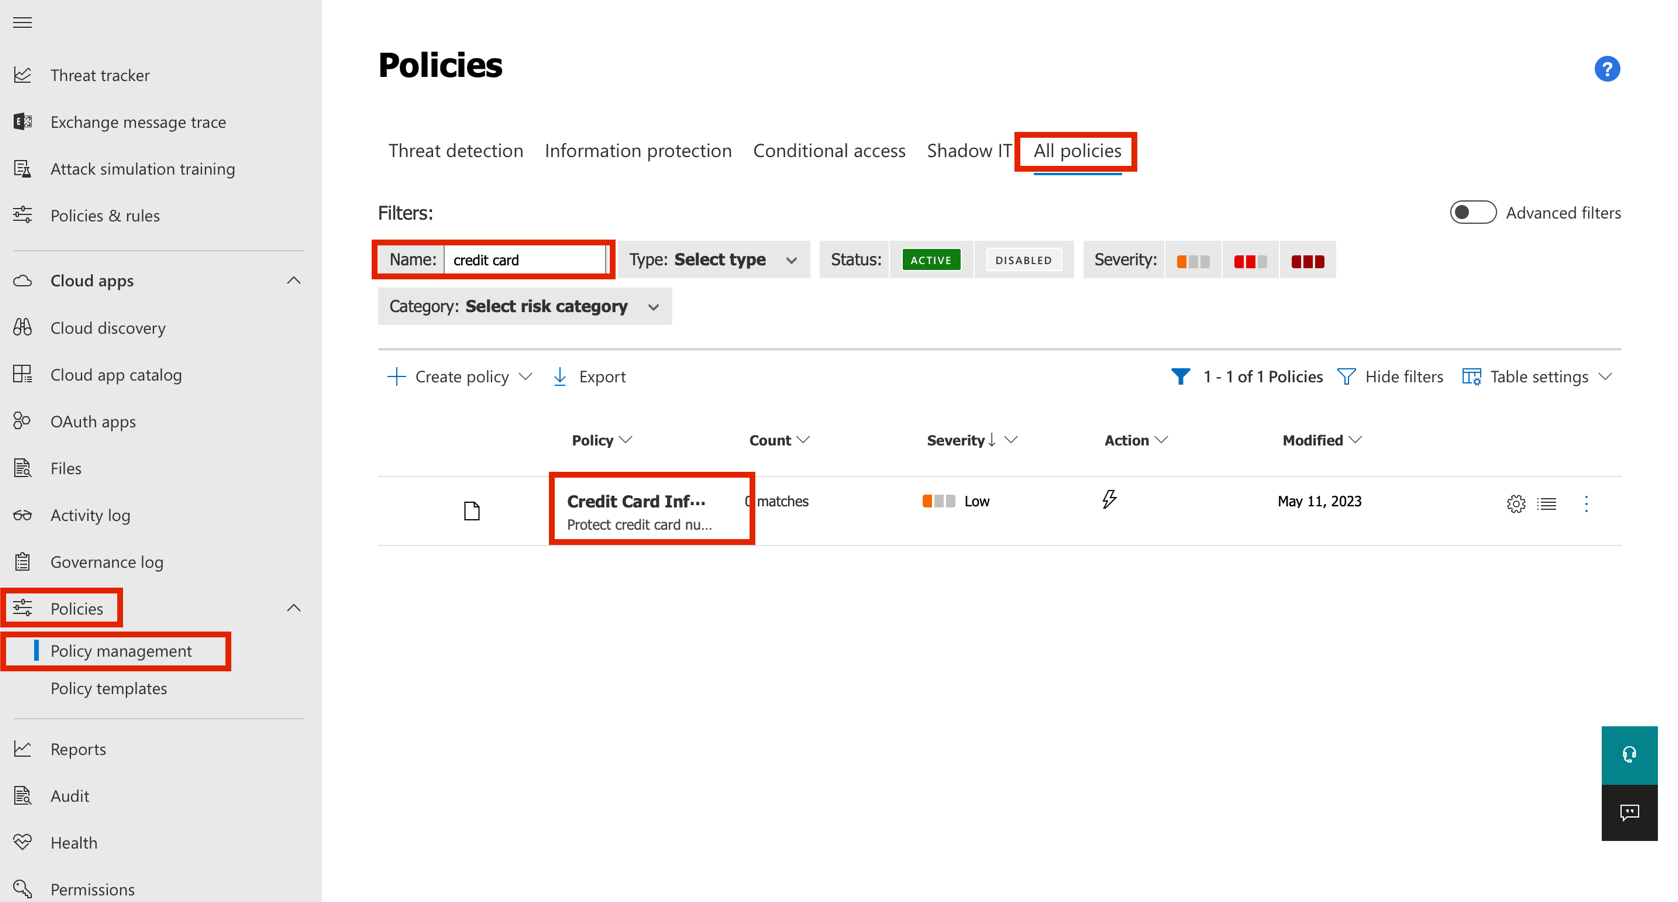 Threat tracker
Exchange message trace
Attack simulation training
Policies & rules
Cloud apps
Cloud discovery
Cloud app catalog
OAuth apps
Files
Activity log
Governance log
Policies
Policy management
Policy templates
Reports
Audit
Health
Permissions
Policies
?
Threat detection Information protection Conditional access Shadow IT All policies
Filters:
Advanced filters
Name: credit card Type: Select type Status: ACTIVE DISABLED Severity:
Category: Select risk category
Create policy Export 1 - 1 of 1 Policies Hide filters Table settings
Policy Count Severity↓ Action Modified
Credit Card Inf··· 0 matches Low May 11, 2023
Protect credit card nu...